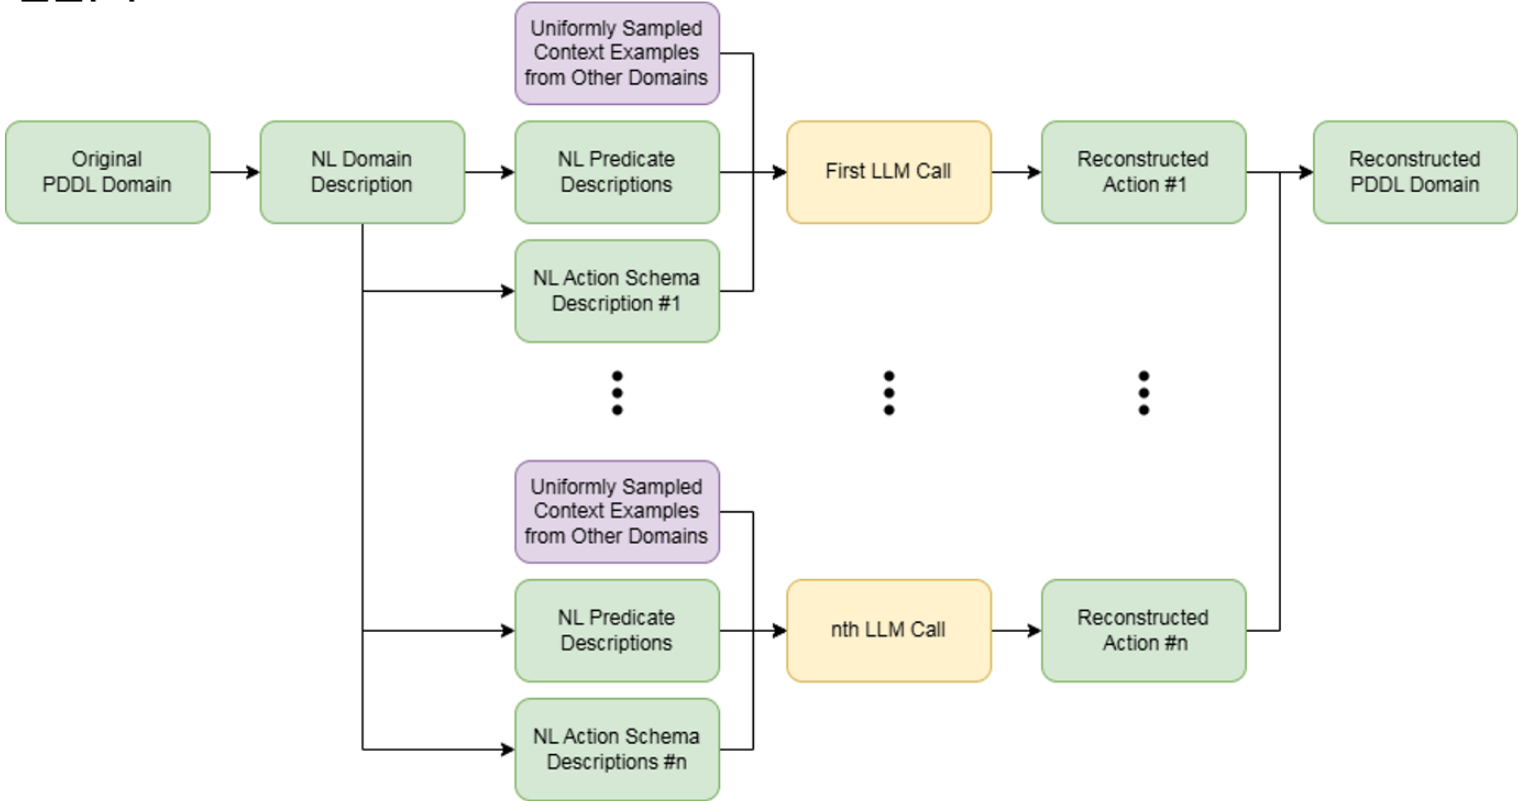 Uniformly Sampled
Context Examples
from Other Domains
Original
PDDL Domain
NL Domain
Description
NL Predicate
Descriptions
First LLM Call
Reconstructed
Action #1
Reconstructed
PDDL Domain
NL Action Schema
Description #1
Uniformly Sampled
Context Examples
from Other Domains
NL Predicate
Descriptions
nth LLM Call
Reconstructed
Action #n
NL Action Schema
Descriptions #n